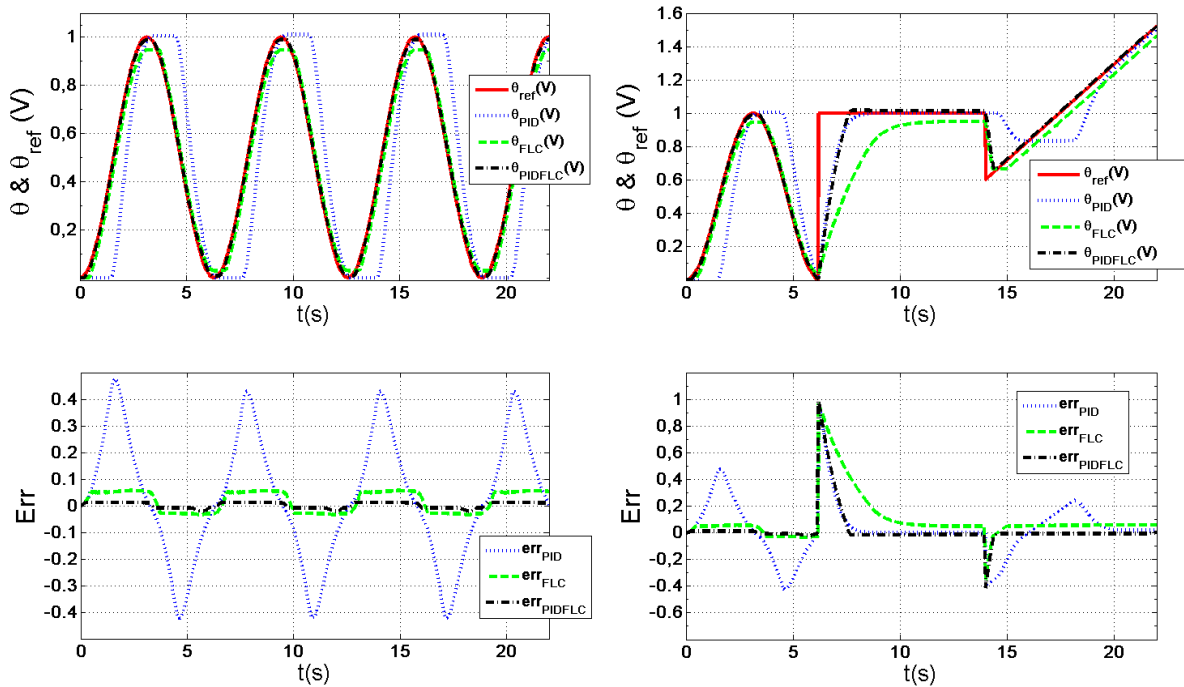 θ & θref (V)
1
0.8
0.6
0.4
0.2
0
5
10
15
20
t(s)
θref(V)
θPID(V)
θFLC(V)
θPIDFLC(V)
θ & θref (V)
1.6
1.4
1.2
1.0
0.8
0.6
0.4
0.2
0
5
10
15
20
t(s)
θref(V)
θPID(V)
θFLC(V)
θPIDFLC(V)
Err
0.4
0.3
0.2
0.1
0
-0.1
-0.2
-0.3
-0.4
0
5
10
15
20
t(s)
errPID
errFLC
errPIDFLC
Err
1
0.8
0.6
0.4
0.2
0
-0.2
-0.4
-0.6
0
5
10
15
20
t(s)
errPID
errFLC
errPIDFLC